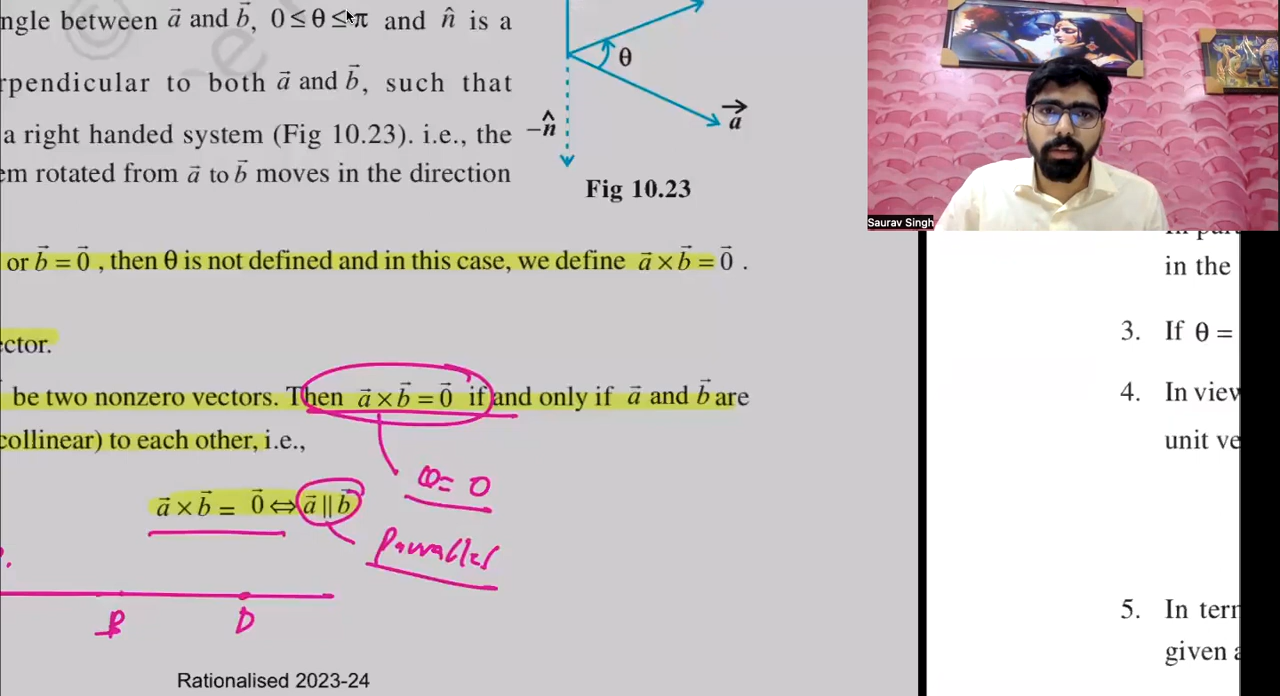 ngle between a⃗ and b⃗, 0 ≤ θ ≤ π and n̂ is a
rpendicular to both a⃗ and b⃗, such that
a right handed system (Fig 10.23). i.e., the
em rotated from a⃗ to b⃗ moves in the direction
θ
a⃗
−n̂
Fig 10.23
or b⃗ = 0⃗, then θ is not defined and in this case, we define a⃗ × b⃗ = 0⃗.
ector.
be two nonzero vectors. Then a⃗ × b⃗ = 0⃗ if and only if a⃗ and b⃗ are
collinear) to each other, i.e.,
θ = 0
a⃗ × b⃗ = 0⃗ ⇔ a⃗ || b⃗
Parallel
B D
Rationalised 2023-24
Saurav Singh
in the
3. If θ =
4. In view
unit ve
5. In terr
given a